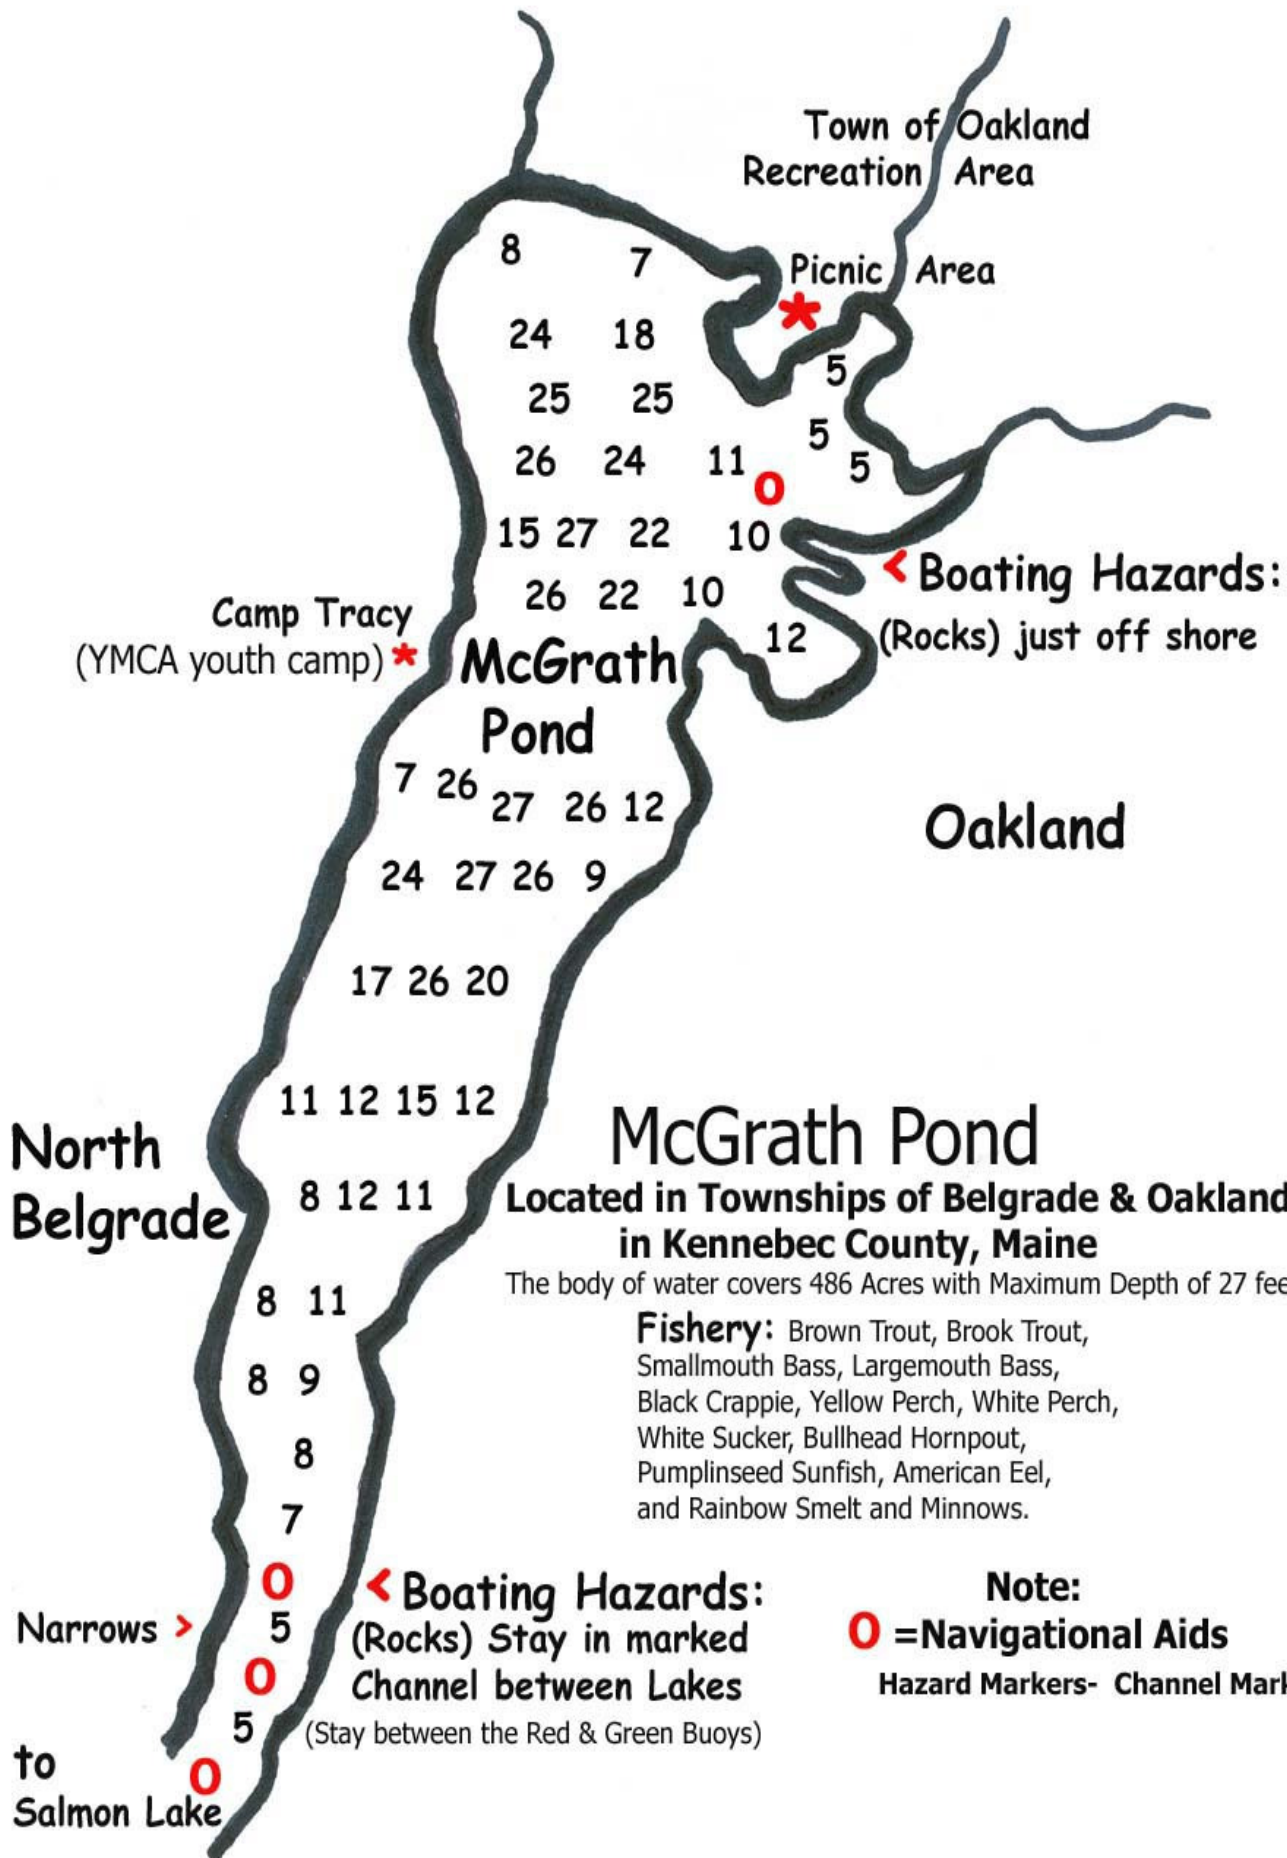 Town of Oakland
Recreation Area
Picnic Area
*
8 7
24 18
5
25 25
5
26 24 11
5
O
15 27 22 10
< Boating Hazards:
(Rocks) just off shore
26 22 10
12
Camp Tracy
(YMCA youth camp) *
McGrath
Pond
7 26 27 26 12
Oakland
24 27 26 9
17 26 20
11 12 15 12
North
Belgrade
8 12 11
McGrath Pond
Located in Townships of Belgrade & Oakland
in Kennebec County, Maine
The body of water covers 486 Acres with Maximum Depth of 27 fee
8 11
Fishery: Brown Trout, Brook Trout,
Smallmouth Bass, Largemouth Bass,
Black Crappie, Yellow Perch, White Perch,
White Sucker, Bullhead Hornpout,
Pumplinseed Sunfish, American Eel,
and Rainbow Smelt and Minnows.
8 9
8
7
O
Narrows >
5
O
5
O
< Boating Hazards:
(Rocks) Stay in marked
Channel between Lakes
(Stay between the Red & Green Buoys)
Note:
O =Navigational Aids
Hazard Markers- Channel Mark
to
Salmon Lake